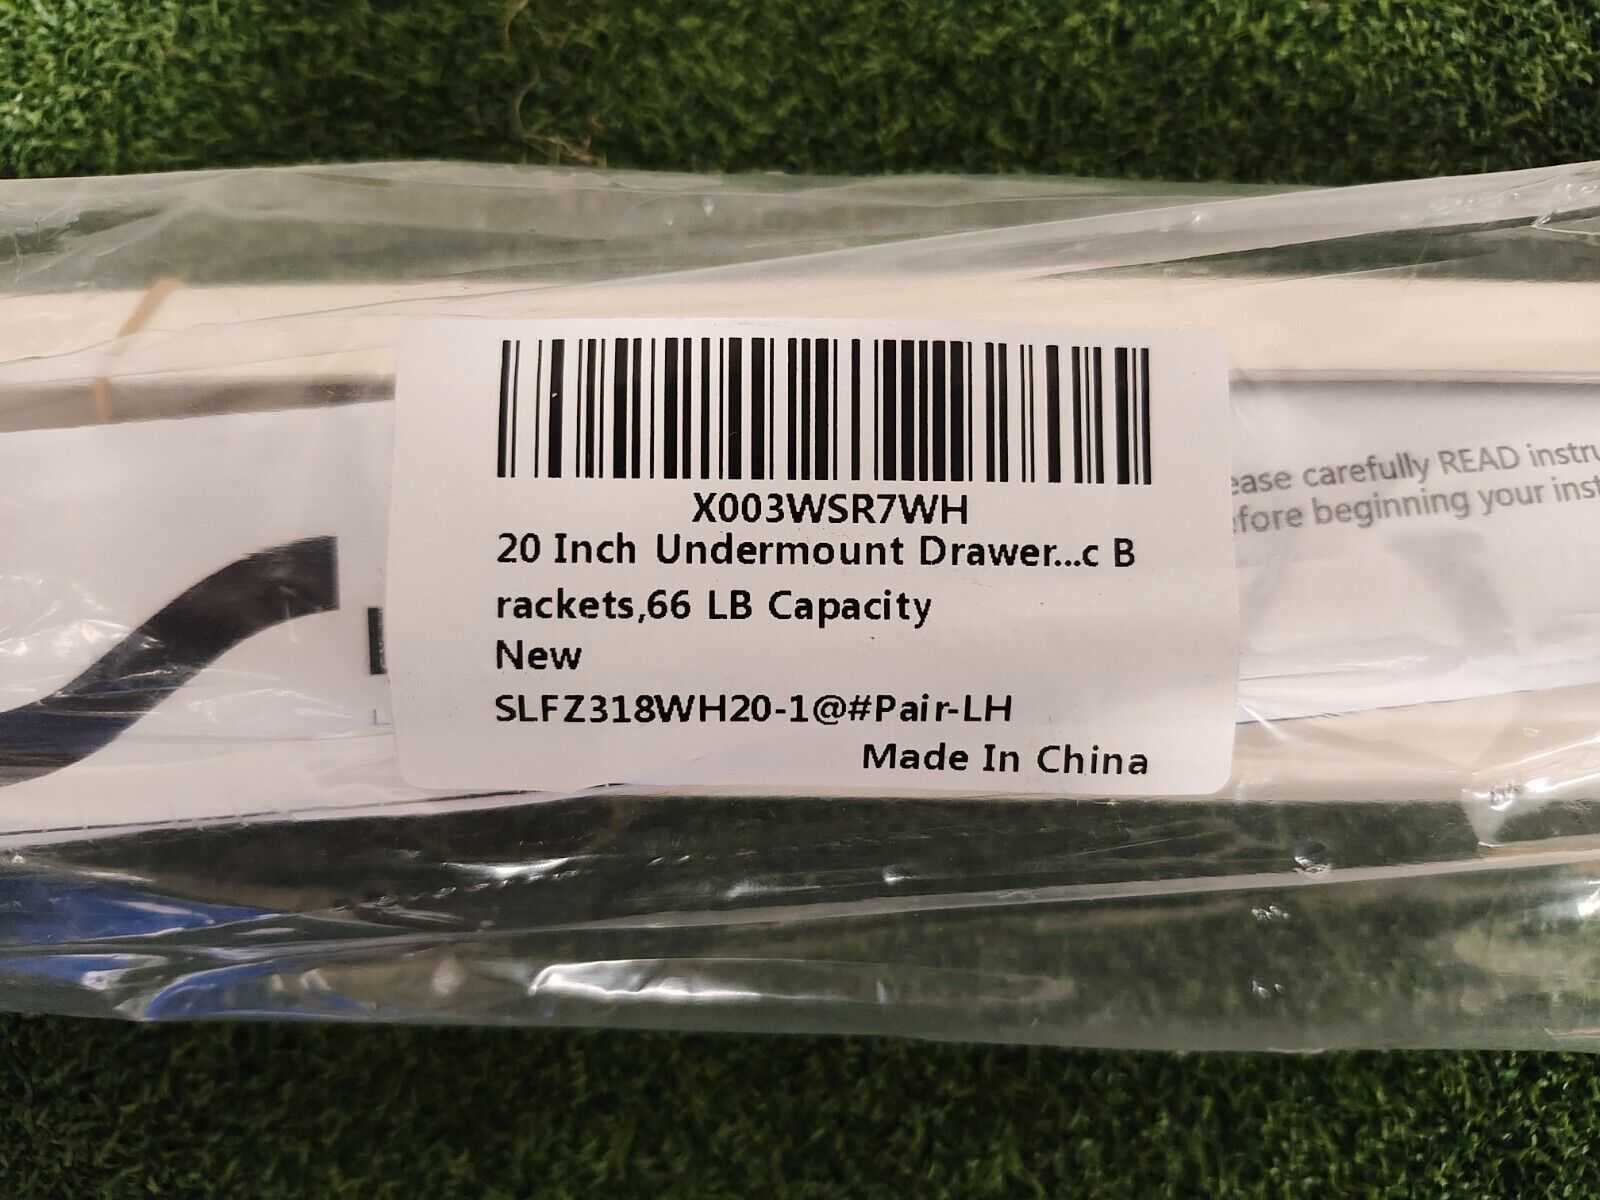 X003WSR7WH
20 Inch Undermount Drawer...c B
rackets,66 LB Capacity
New
SLFZ318WH20-1@#Pair-LH
Made In China
ease carefully READ instru
efore beginning your inst